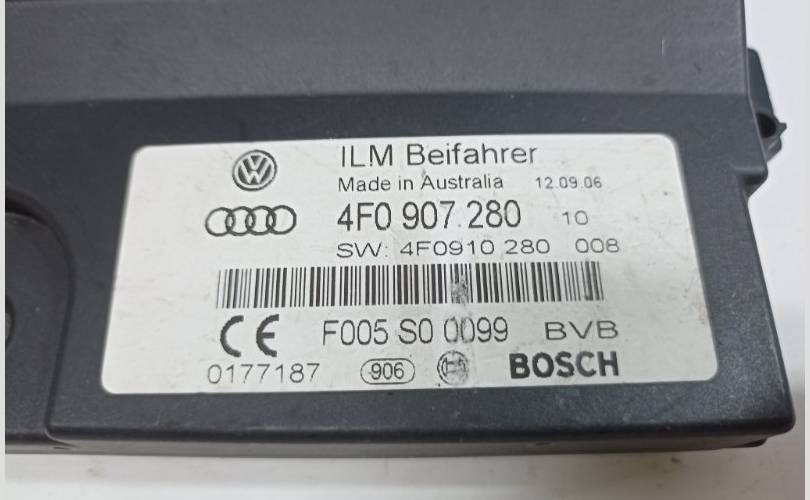 ILM Beifahrer
Made in Australia 12.09.06
4F0 907 280 10
SW: 4F0910 280 008
F005 S0 0099 BVB
0177187 906 BOSCH